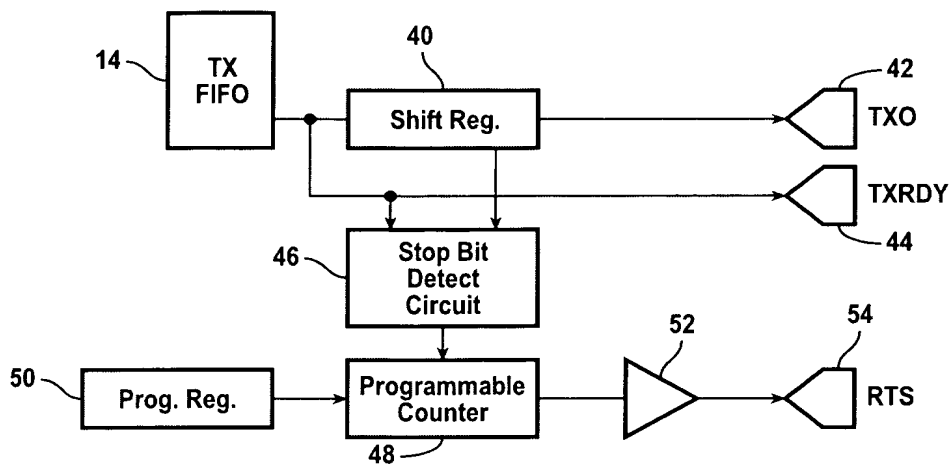 14
TX
FIFO
40
Shift Reg.
42
TXO
TXRDY
44
46
Stop Bit
Detect
Circuit
50
Prog. Reg.
Programmable
Counter
48
52
54
RTS